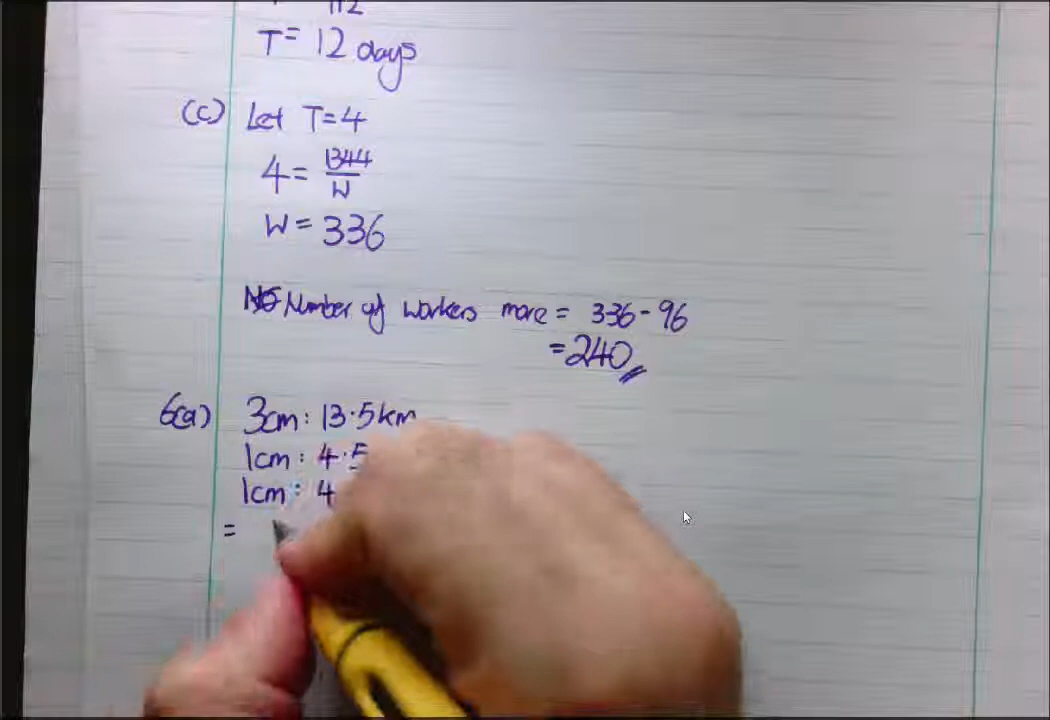 T = 12 days
(c) Let T=4
4 = 1344/W
W = 336
Number of workers more = 336-96
=240
6(a) 3cm : 13.5km
1cm : 4.5
1cm : 4
=